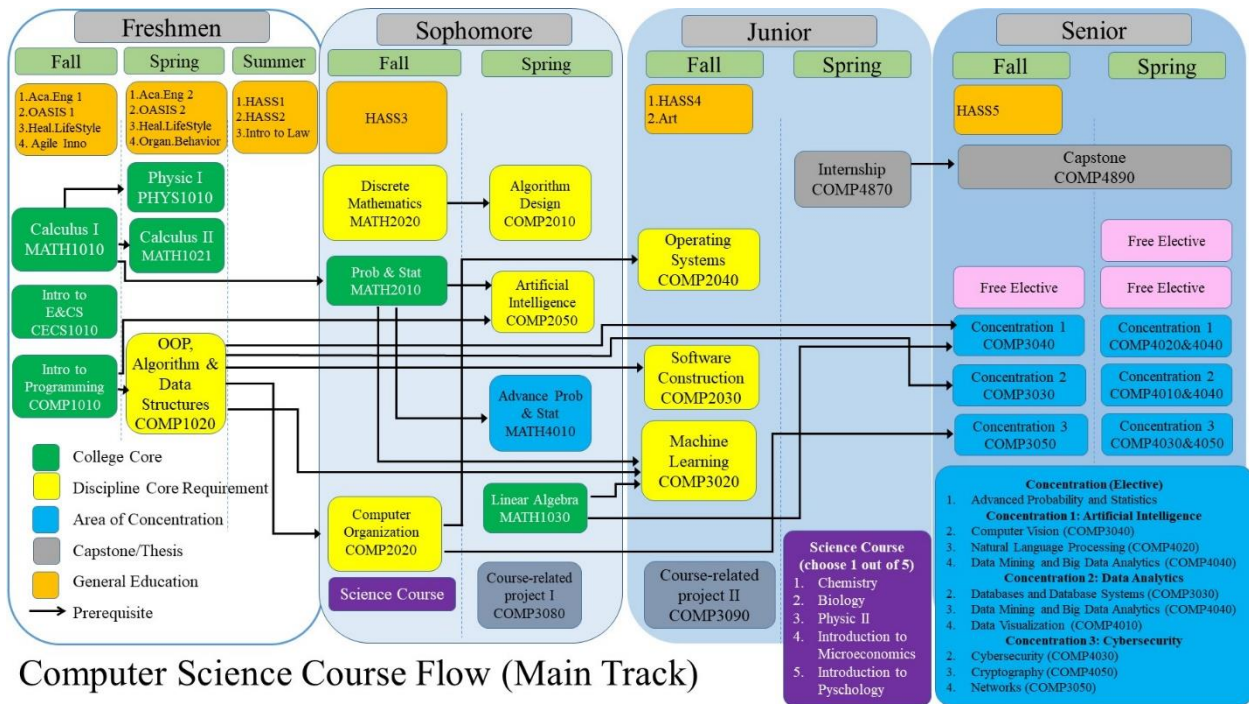 Freshmen
Fall
Spring
Summer
1.Aca.Eng 1
2.OASIS 1
3.Heal.LifeStyle
4. Agile Inno
1.Aca.Eng 2
2.OASIS 2
3.Heal.LifeStyle
4.Organ.Behavior
1.HASS1
2.HASS2
3.Intro to Law
Physic I
PHYS1010
Calculus I
MATH1010
Calculus II
MATH1021
Intro to
E&CS
CECS1010
Intro to
Programming
COMP1010
OOP,
Algorithm &
Data
Structures
COMP1020
College Core
Discipline Core Requirement
Area of Concentration
Capstone/Thesis
General Education
Prerequisite
Sophomore
Fall
Spring
HASS3
Discrete
Mathematics
MATH2020
Algorithm
Design
COMP2010
Prob & Stat
MATH2010
Artificial
Intelligence
COMP2050
Advance Prob
& Stat
MATH4010
Linear Algebra
MATH1030
Computer
Organization
COMP2020
Science Course
Course-related
project I
COMP3080
Junior
Fall
Spring
1.HASS4
2.Art
Internship
COMP4870
Operating
Systems
COMP2040
Software
Construction
COMP2030
Machine
Learning
COMP3020
Course-related
project II
COMP3090
Science Course
(choose 1 out of 5)
1. Chemistry
2. Biology
3. Physic II
4. Introduction to
Microeconomics
5. Introduction to
Pyschology
Senior
Fall
Spring
HASS5
Capstone
COMP4890
Free Elective
Free Elective
Free Elective
Concentration 1
COMP3040
Concentration 1
COMP4020&4040
Concentration 2
COMP3030
Concentration 2
COMP4010&4040
Concentration 3
COMP3050
Concentration 3
COMP4030&4050
Concentration (Elective)
1. Advanced Probability and Statistics
Concentration 1: Artificial Intelligence
2. Computer Vision (COMP3040)
3. Natural Language Processing (COMP4020)
4. Data Mining and Big Data Analytics (COMP4040)
Concentration 2: Data Analytics
2. Databases and Database Systems (COMP3030)
3. Data Mining and Big Data Analytics (COMP4040)
4. Data Visualization (COMP4010)
Concentration 3: Cybersecurity
2. Cybersecurity (COMP4030)
3. Cryptography (COMP4050)
4. Networks (COMP3050)
Computer Science Course Flow (Main Track)